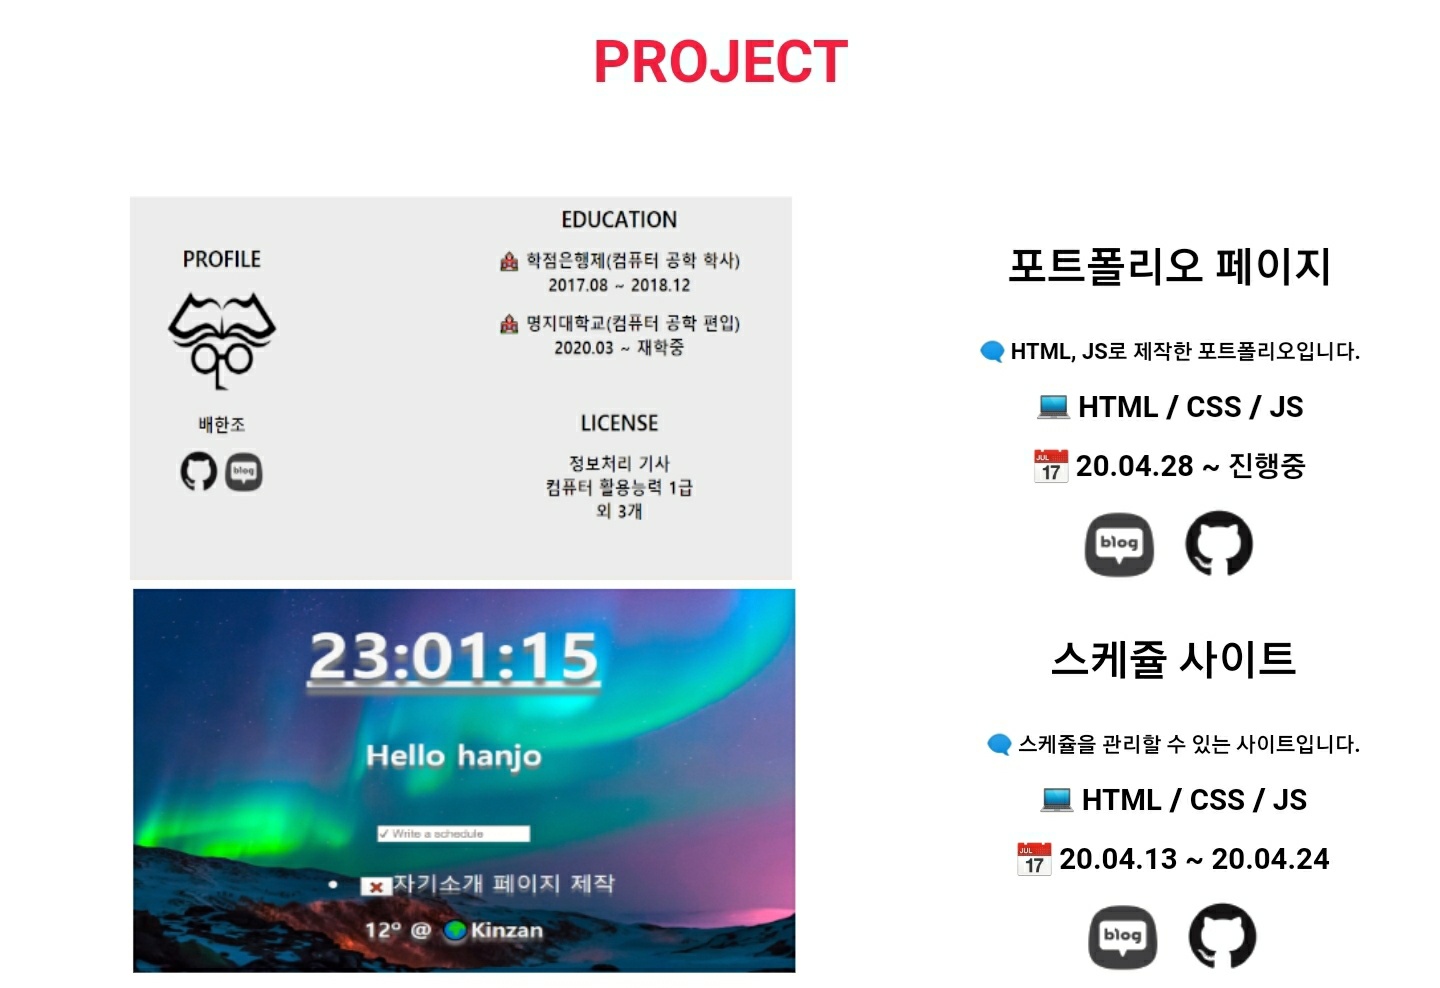 PROJECT
PROFILE
배한조
blog
EDUCATION
학점은행제(컴퓨터 공학 학사)
2017.08 ~ 2018.12
명지대학교(컴퓨터 공학 편입)
2020.03 ~ 재학중
LICENSE
정보처리 기사
컴퓨터 활용능력 1급
외 3개
포트폴리오 페이지
HTML, JS로 제작한 포트폴리오입니다.
HTML / CSS / JS
JUL 17 20.04.28 ~ 진행중
blog
23:01:15
Hello hanjo
✓ Write a schedule
자기소개 페이지 제작
12º @ Kinzan
스케쥴 사이트
스케쥴을 관리할 수 있는 사이트입니다.
HTML / CSS / JS
JUL 17 20.04.13 ~ 20.04.24
blog